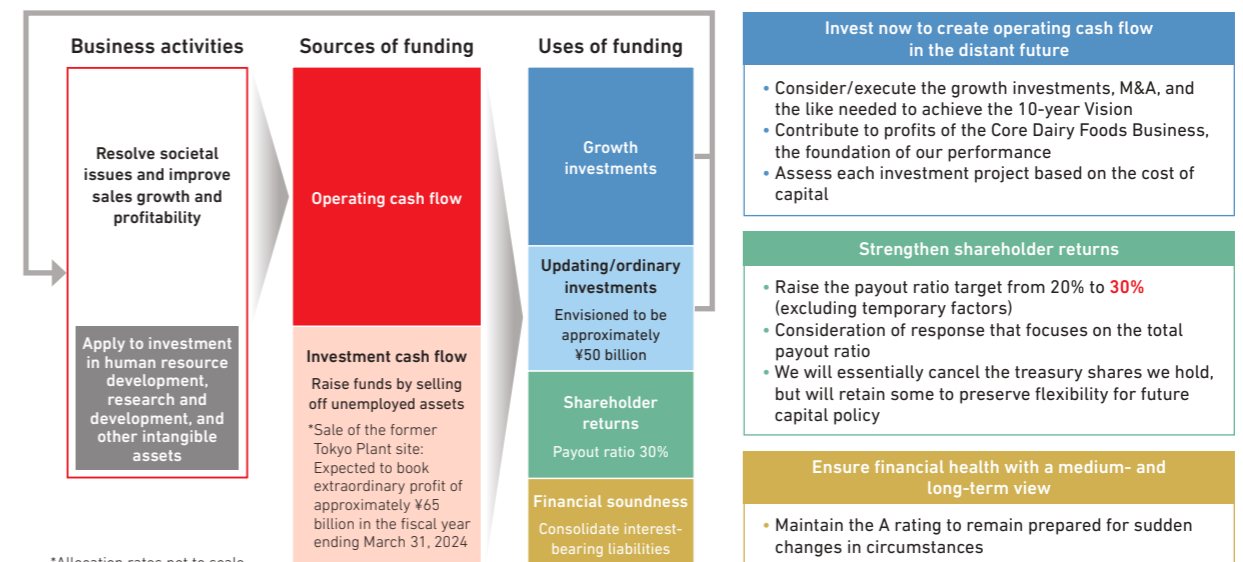 Business activities
Resolve societal
issues and improve
sales growth and
profitability
Apply to investment
in human resource
development,
research and
development, and
other intangible
assets
*Allocation rates not to scale
Sources of funding
Operating cash flow
Investment cash flow
Raise funds by selling
off unemployed assets
*Sale of the former
Tokyo Plant site:
Expected to book
extraordinary profit of
approximately ¥65
billion in the fiscal year
ending March 31, 2024
Uses of funding
Growth
investments
Updating/ordinary
investments
Envisioned to be
approximately
¥50 billion
Shareholder
returns
Payout ratio 30%
Financial soundness
Consolidate interest-
bearing liabilities
Invest now to create operating cash flow
in the distant future
• Consider/execute the growth investments, M&A, and
the like needed to achieve the 10-year Vision
• Contribute to profits of the Core Dairy Foods Business,
the foundation of our performance
• Assess each investment project based on the cost of
capital
Strengthen shareholder returns
• Raise the payout ratio target from 20% to 30%
(excluding temporary factors)
• Consideration of response that focuses on the total
payout ratio
• We will essentially cancel the treasury shares we hold,
but will retain some to preserve flexibility for future
capital policy
Ensure financial health with a medium- and
long-term view
• Maintain the A rating to remain prepared for sudden
changes in circumstances